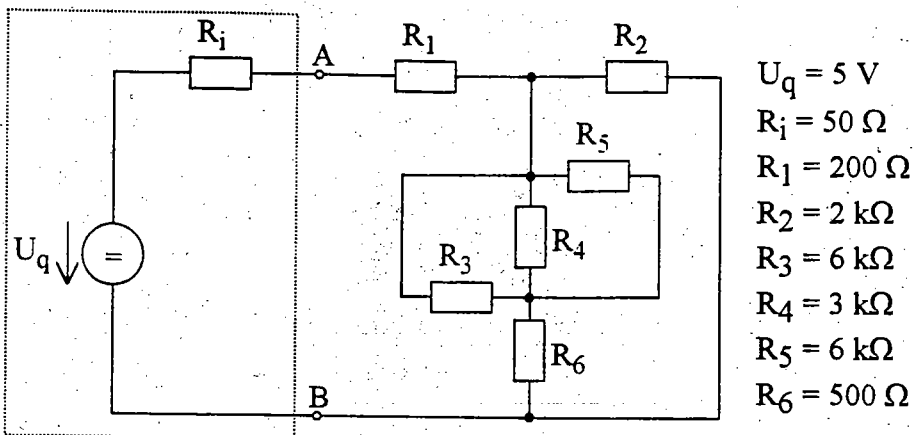 R_i
A
R_1
R_2
R_5
R_4
R_3
R_6
U_q
=
B
U_q = 5 V
R_i = 50 Ω
R_1 = 200 Ω
R_2 = 2 kΩ
R_3 = 6 kΩ
R_4 = 3 kΩ
R_5 = 6 kΩ
R_6 = 500 Ω